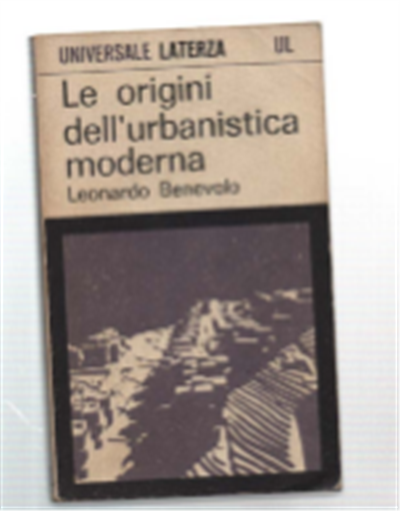 UNIVERSALE LATERZA UL
Le origini
dell'urbanistica
moderna
Leonardo Benevolo